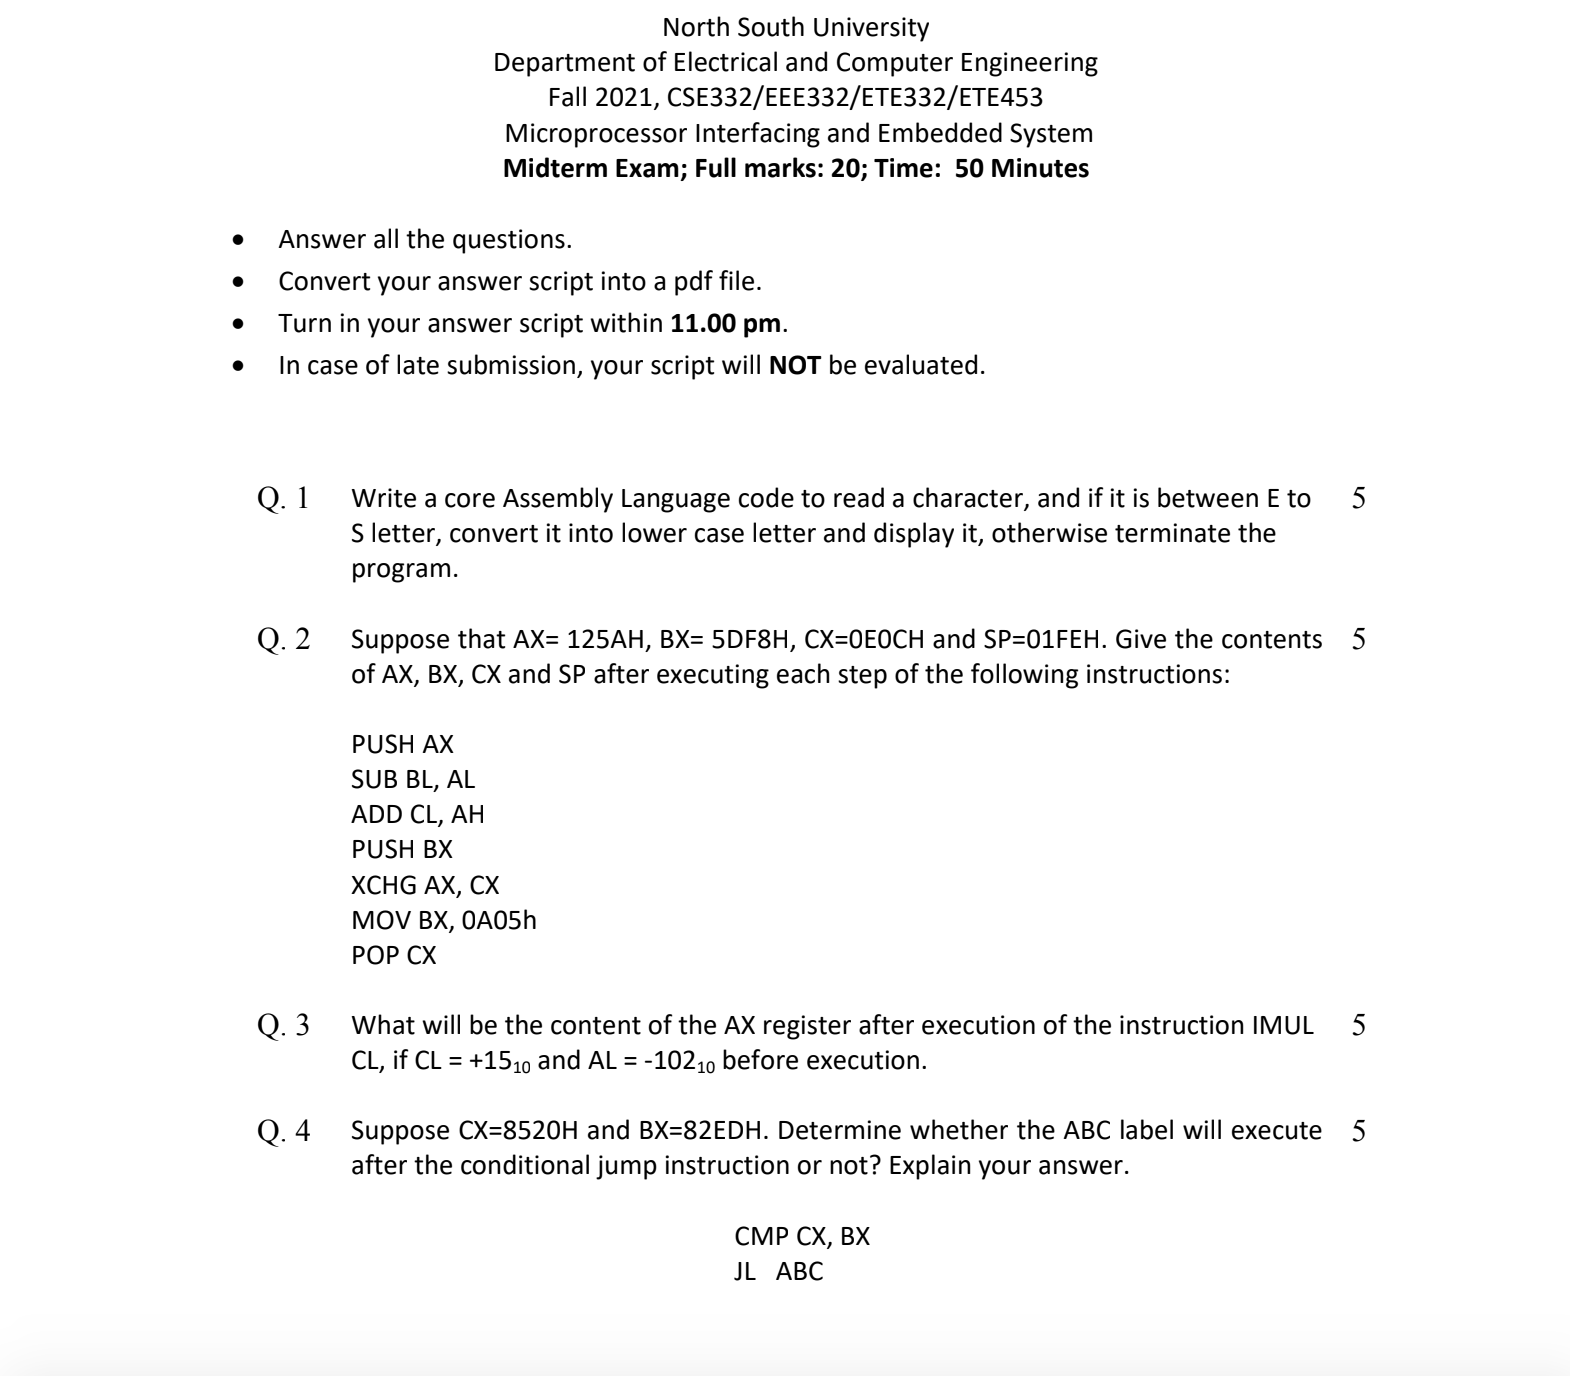 North South University
Department of Electrical and Computer Engineering
Fall 2021, CSE332/EEE332/ETE332/ETE453
Microprocessor Interfacing and Embedded System
Midterm Exam; Full marks: 20; Time:  50 Minutes
• Answer all the questions.
• Convert your answer script into a pdf file.
• Turn in your answer script within 11.00 pm.
• In case of late submission, your script will NOT be evaluated.
Q. 1 Write a core Assembly Language code to read a character, and if it is between E to 5
S letter, convert it into lower case letter and display it, otherwise terminate the
program.
Q. 2 Suppose that AX= 125AH, BX= 5DF8H, CX=0E0CH and SP=01FEH. Give the contents 5
of AX, BX, CX and SP after executing each step of the following instructions:
PUSH AX
SUB BL, AL
ADD CL, AH
PUSH BX
XCHG AX, CX
MOV BX, 0A05h
POP CX
Q. 3 What will be the content of the AX register after execution of the instruction IMUL 5
CL, if CL = +15₁₀ and AL = -102₁₀ before execution.
Q. 4 Suppose CX=8520H and BX=82EDH. Determine whether the ABC label will execute 5
after the conditional jump instruction or not? Explain your answer.
CMP CX, BX
JL ABC